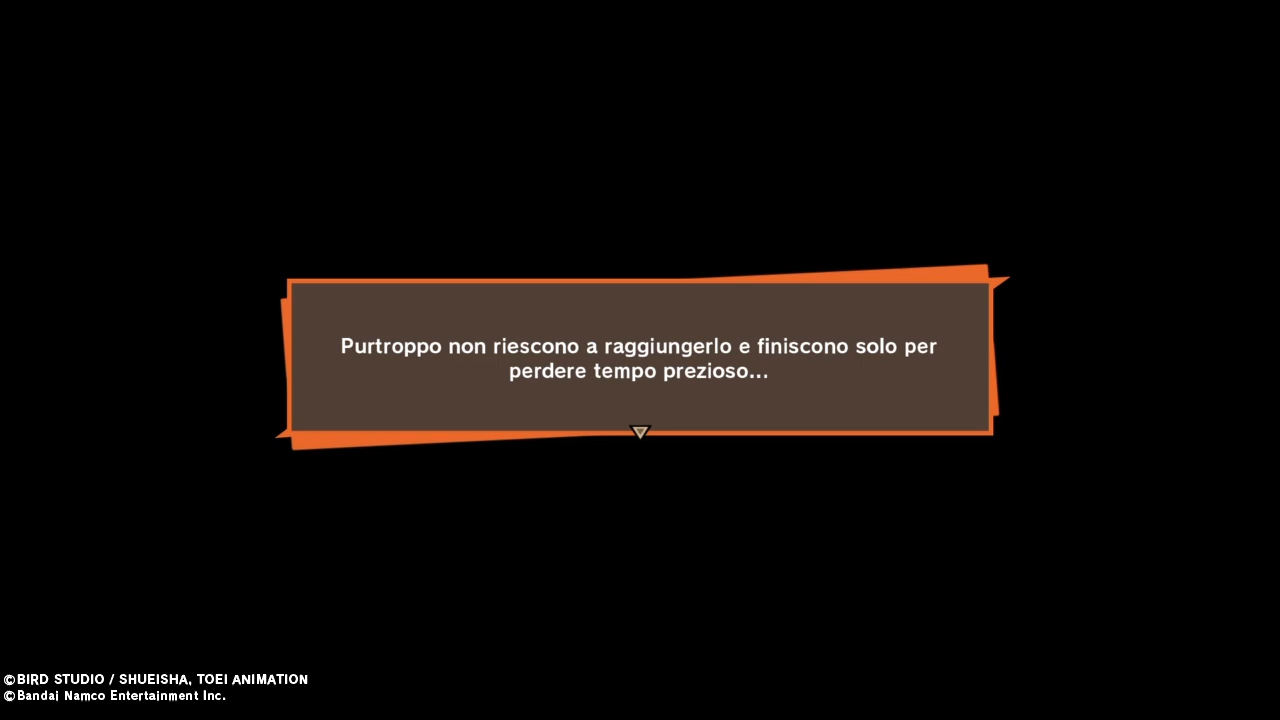 Purtroppo non riescono a raggiungerlo e finiscono solo per
perdere tempo prezioso...
©BIRD STUDIO / SHUEISHA, TOEI ANIMATION
©Bandai Namco Entertainment Inc.